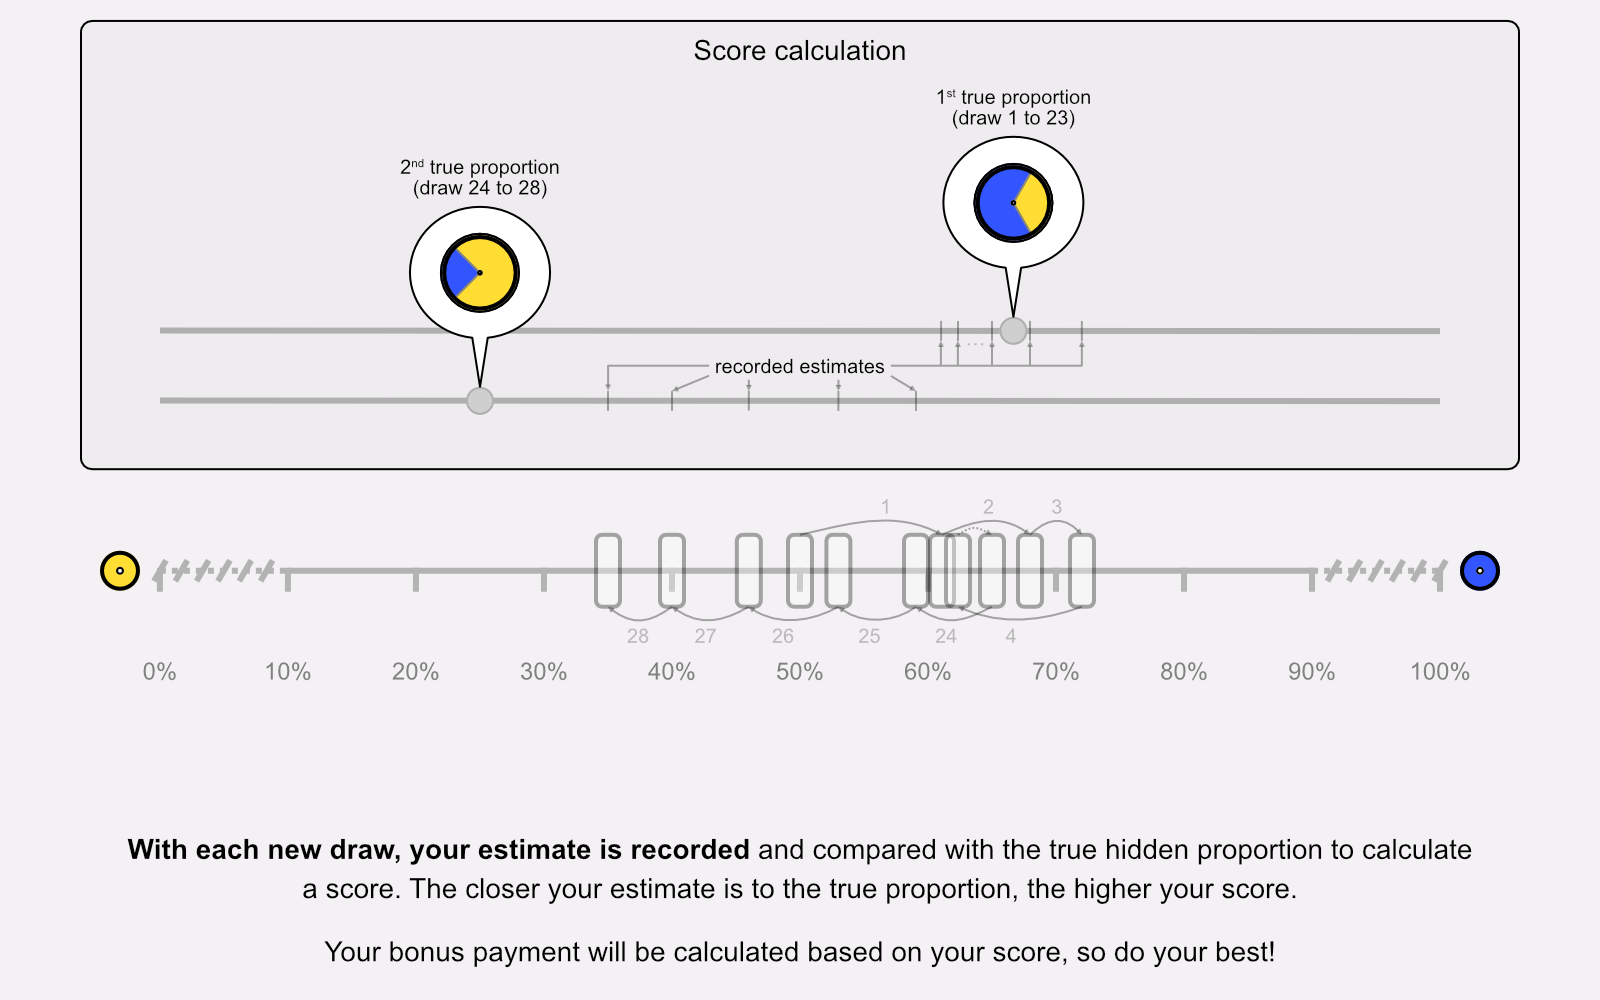 Score calculation
1st true proportion
(draw 1 to 23)
2nd true proportion
(draw 24 to 28)
recorded estimates
1 2 3
28 27 26 25 24 4
0% 10% 20% 30% 40% 50% 60% 70% 80% 90% 100%
With each new draw, your estimate is recorded and compared with the true hidden proportion to calculate
a score. The closer your estimate is to the true proportion, the higher your score.
Your bonus payment will be calculated based on your score, so do your best!